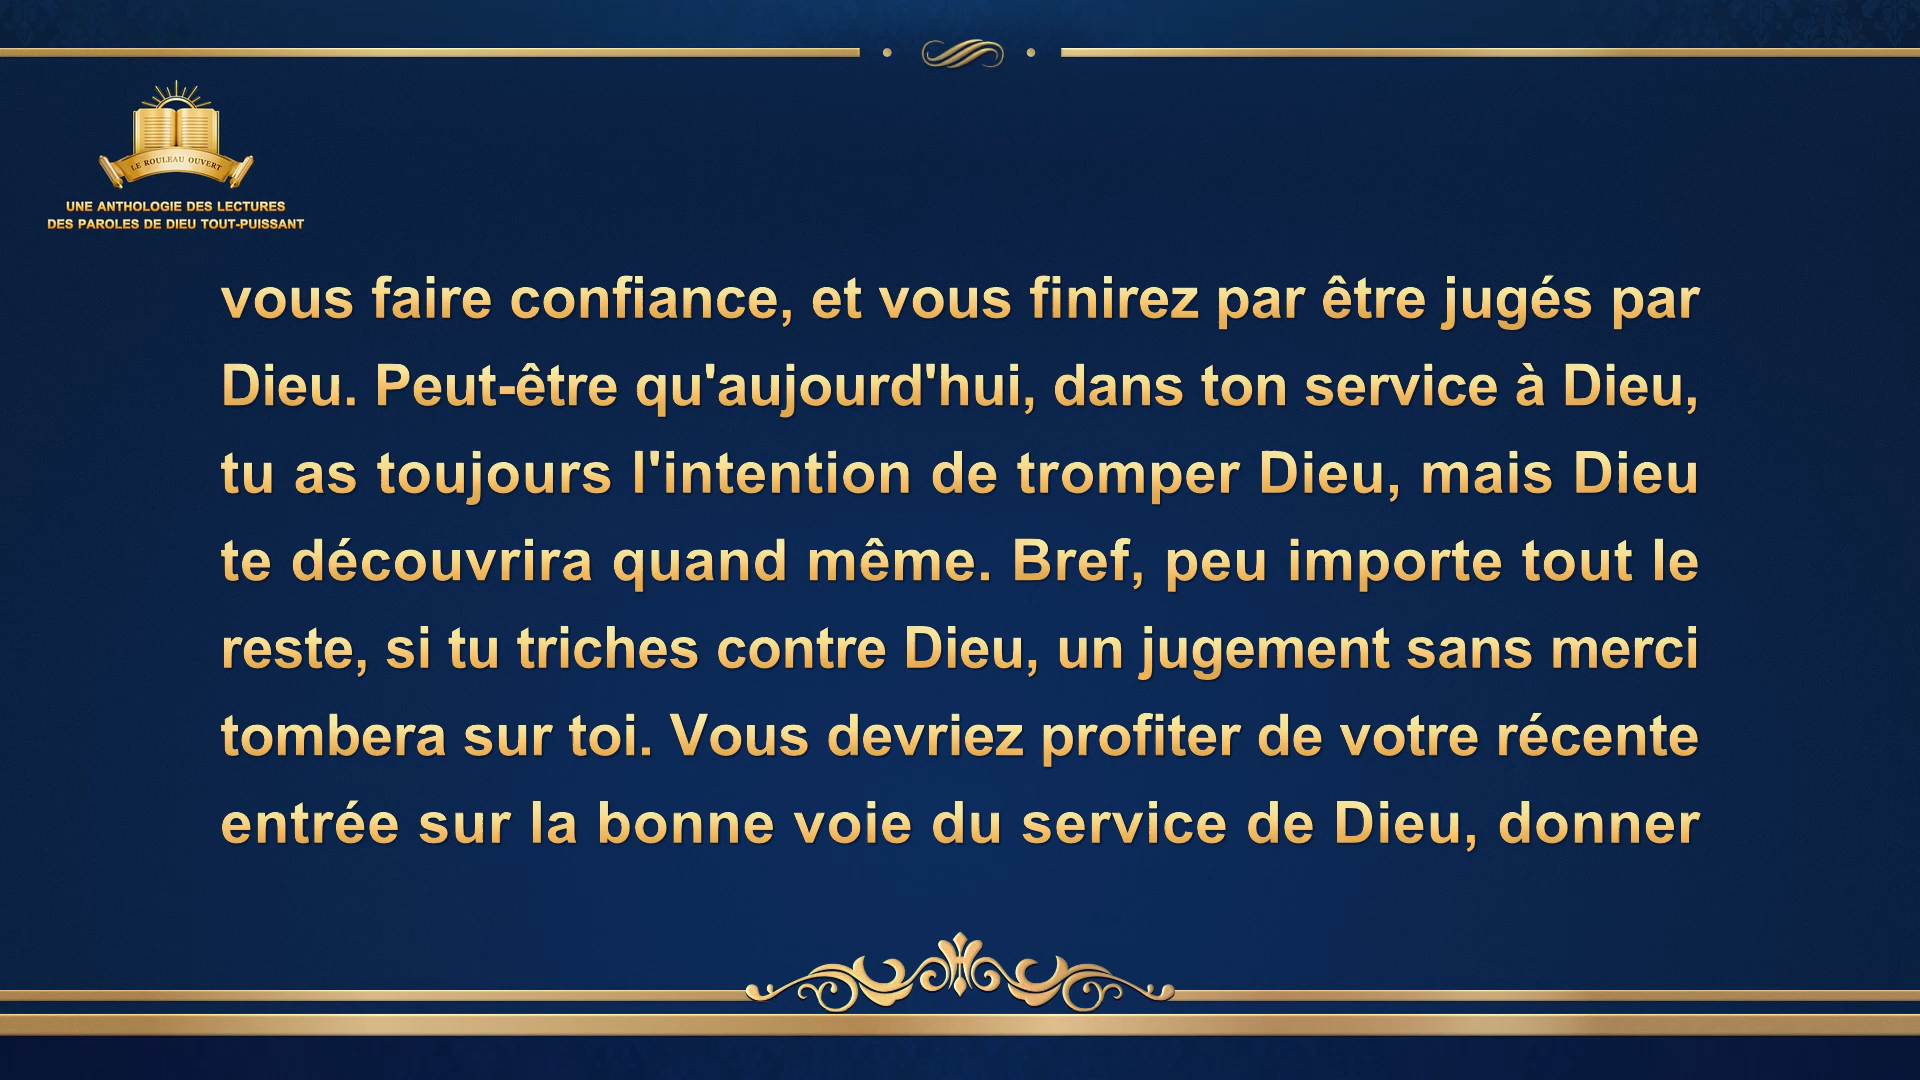 LE ROULEAU OUVERT
UNE ANTHOLOGIE DES LECTURES
DES PAROLES DE DIEU TOUT-PUISSANT
vous faire confiance, et vous finirez par être jugés par
Dieu. Peut-être qu'aujourd'hui, dans ton service à Dieu,
tu as toujours l'intention de tromper Dieu, mais Dieu
te découvrira quand même. Bref, peu importe tout le
reste, si tu triches contre Dieu, un jugement sans merci
tombera sur toi. Vous devriez profiter de votre récente
entrée sur la bonne voie du service de Dieu, donner